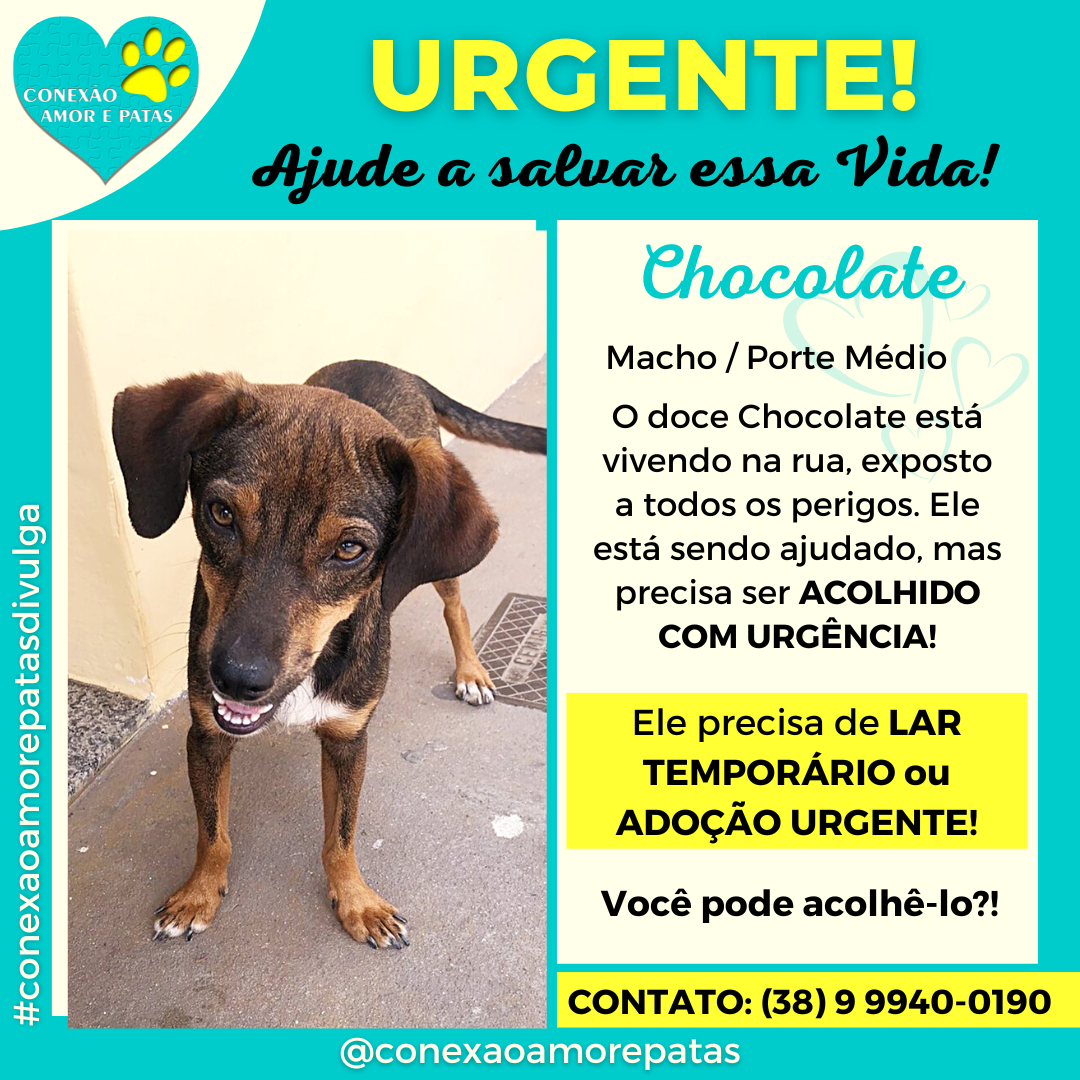 CONEXÃO
AMOR E PATAS
URGENTE!
Ajude a salvar essa Vida!
Chocolate
Macho / Porte Médio
O doce Chocolate está
vivendo na rua, exposto
a todos os perigos. Ele
está sendo ajudado, mas
precisa ser ACOLHIDO
COM URGÊNCIA!
Ele precisa de LAR
TEMPORÁRIO ou
ADOÇÃO URGENTE!
Você pode acolhê-lo?!
CONTATO: (38) 9 9940-0190
#conexaoamorepatasdivulga
@conexaoamorepatas